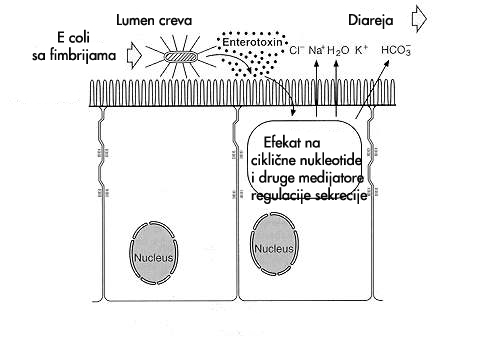 Lumen creva
Diareja
E coli
sa fimbrijama
Enterotoxin
Cl⁻ Na⁺ H₂O K⁺ HCO₃⁻
Efekat na
ciklične nukleotide
i druge medijatore
regulacije sekrecije
Nucleus
Nucleus